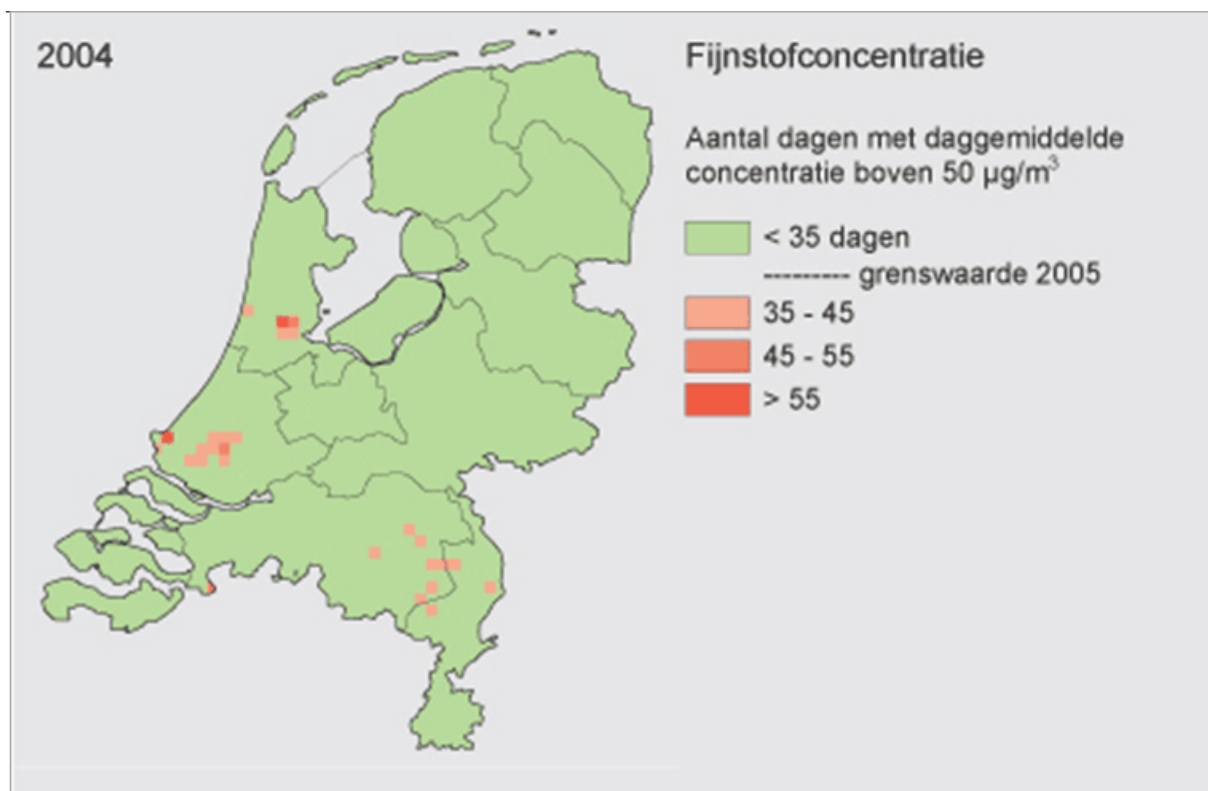 2004
Fijnstofconcentratie
Aantal dagen met daggemiddelde
concentratie boven 50 µg/m³
< 35 dagen
--------- grenswaarde 2005
35 - 45
45 - 55
> 55